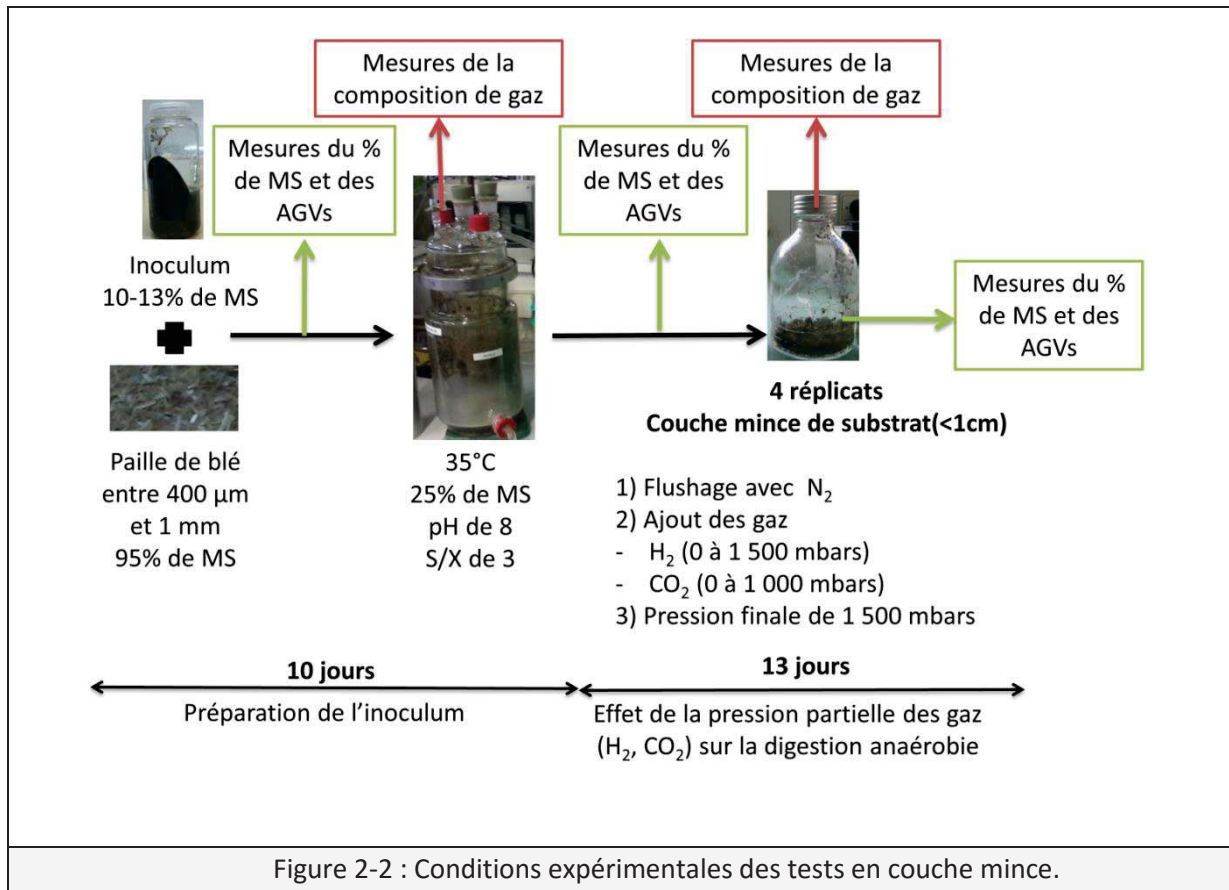 Mesures de la
composition de gaz
Mesures de la
composition de gaz
Mesures du %
de MS et des
AGVs
Mesures du %
de MS et des
AGVs
Inoculum
10-13% de MS
Mesures du %
de MS et des
AGVs
Paille de blé
entre 400 µm
et 1 mm
95% de MS
35°C
25% de MS
pH de 8
S/X de 3
4 réplicats
Couche mince de substrat(<1cm)
1) Flushage avec N₂
2) Ajout des gaz
- H₂ (0 à 1 500 mbars)
- CO₂ (0 à 1 000 mbars)
3) Pression finale de 1 500 mbars
10 jours
Préparation de l’inoculum
13 jours
Effet de la pression partielle des gaz
(H₂, CO₂) sur la digestion anaérobie
Figure 2-2 : Conditions expérimentales des tests en couche mince.